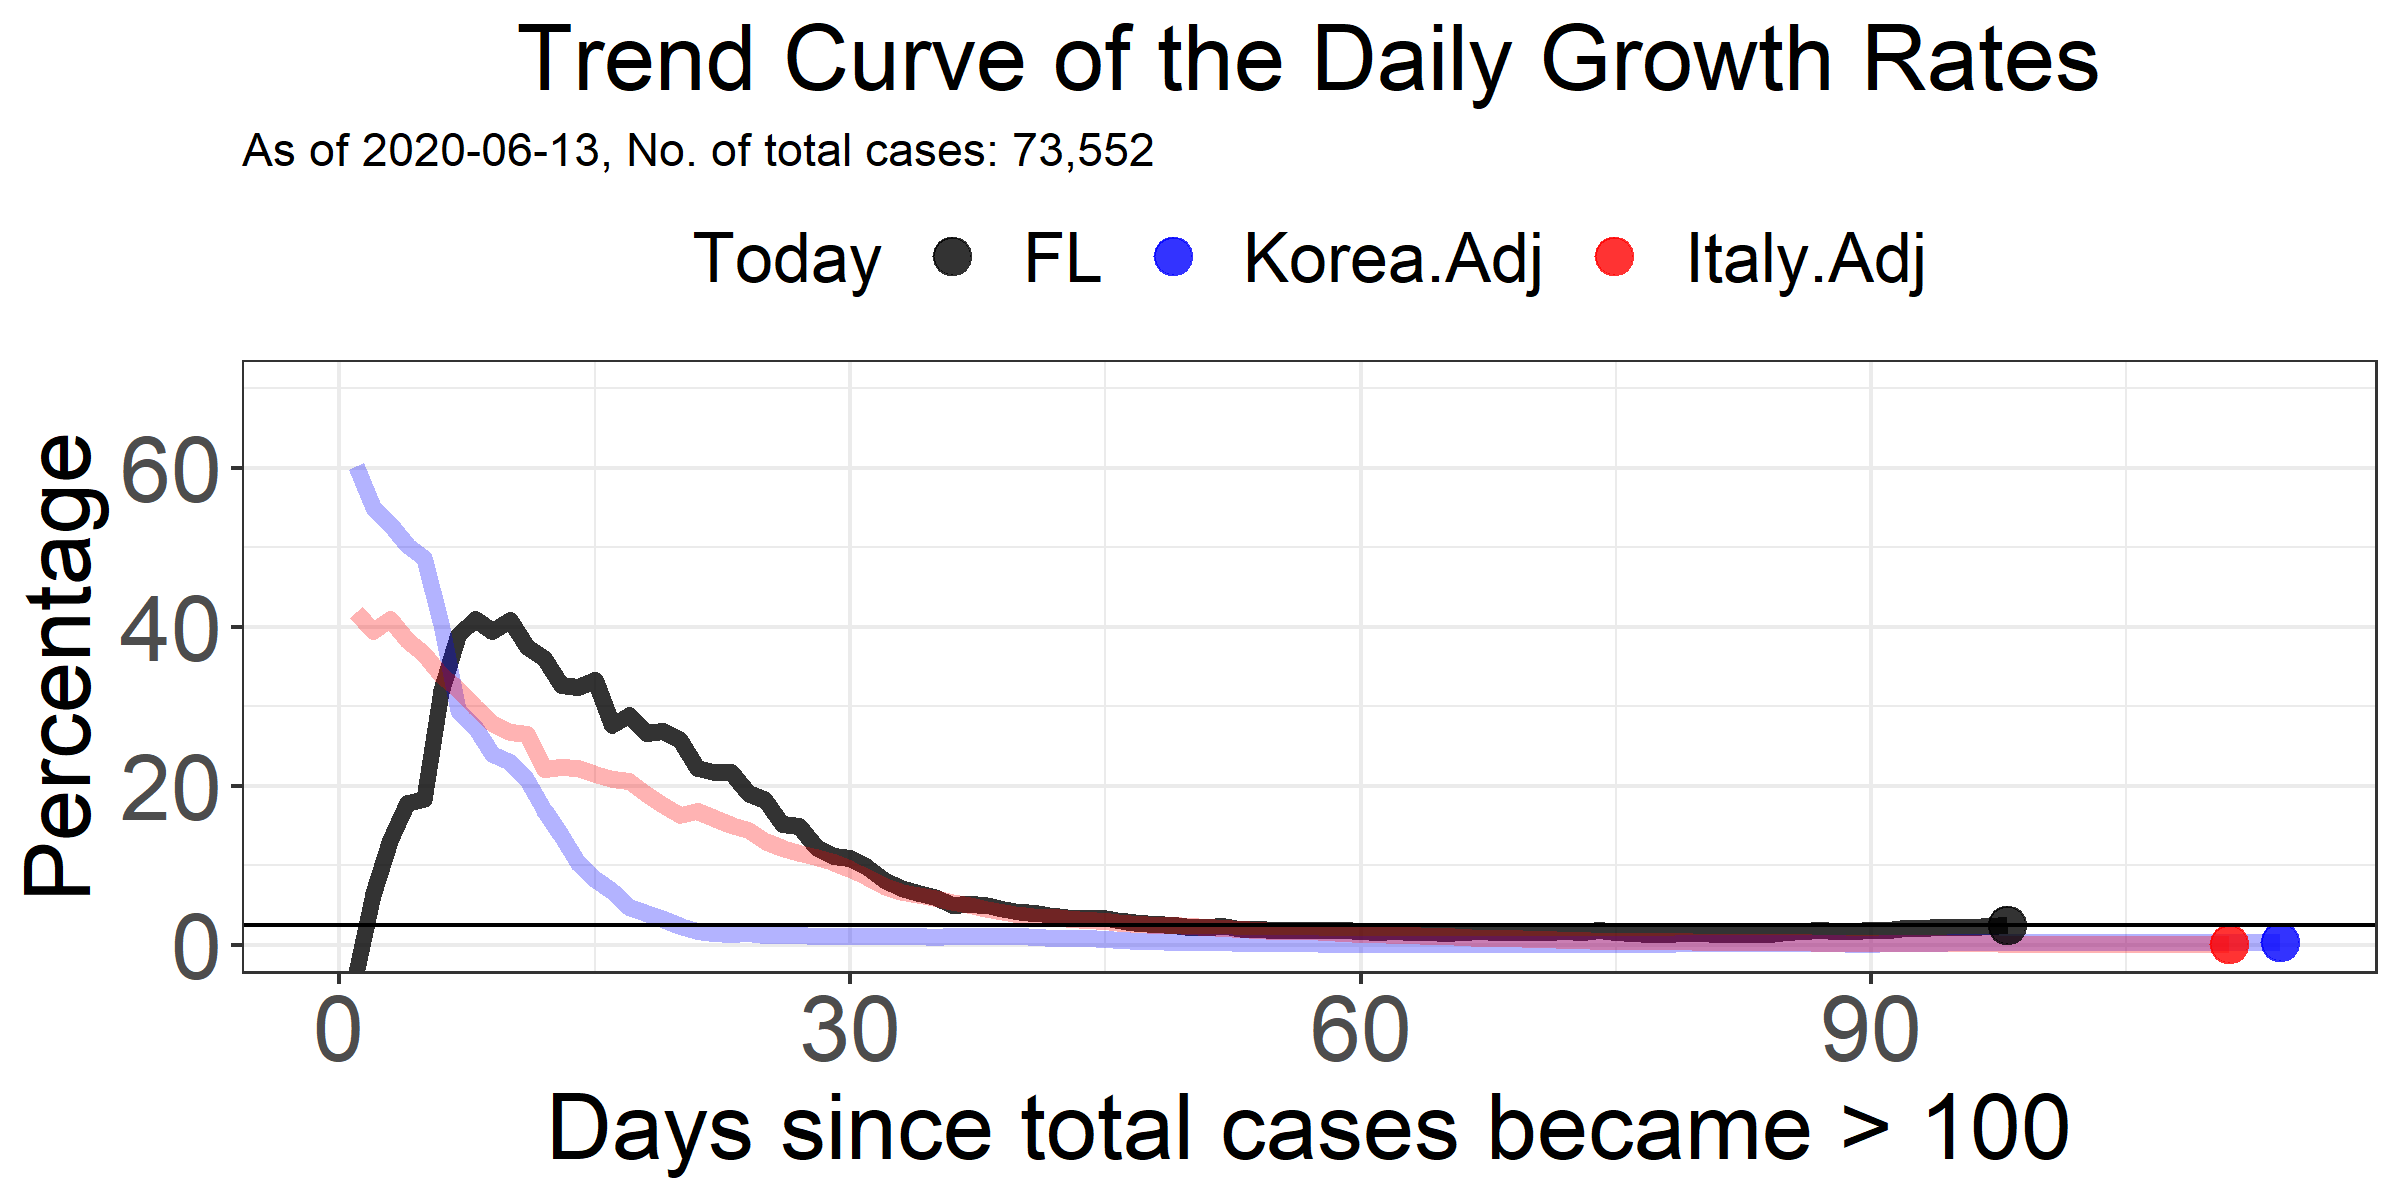 Trend Curve of the Daily Growth Rates
As of 2020-06-13, No. of total cases: 73,552
Today FL Korea.Adj Italy.Adj
Percentage
60
40
20
0
0 30 60 90
Days since total cases became > 100